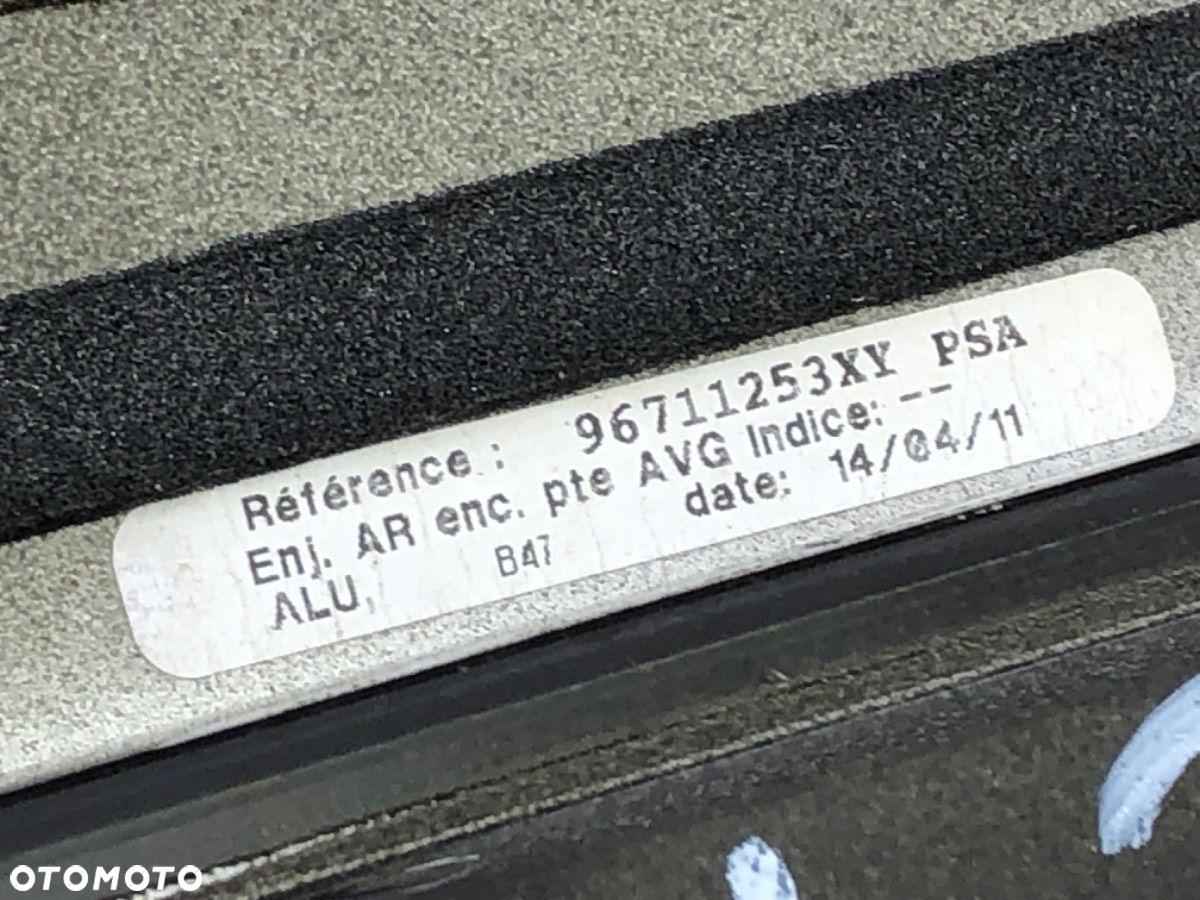 Référence : 96711253XY PSA
Enj. AR enc. pte AVG Indice: --
ALU, B47 date: 14/04/11
OTOMOTO